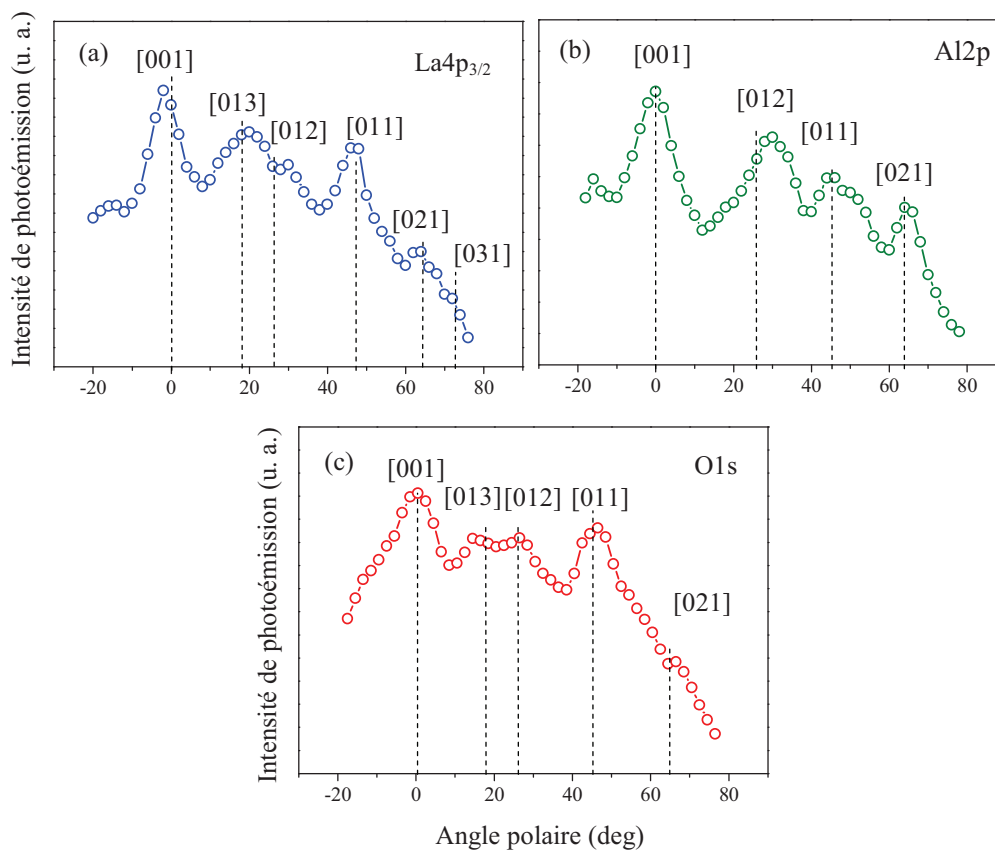 (a)
La4p3/2
[001]
[013]
[012]
[011]
[021]
[031]
-20 0 20 40 60 80
Intensité de photoémission (u. a.)
(b)
Al2p
[001]
[012]
[011]
[021]
-20 0 20 40 60 80
(c)
O1s
[001]
[013]
[012]
[011]
[021]
-20 0 20 40 60 80
Intensité de photoémission (u. a.)
Angle polaire (deg)